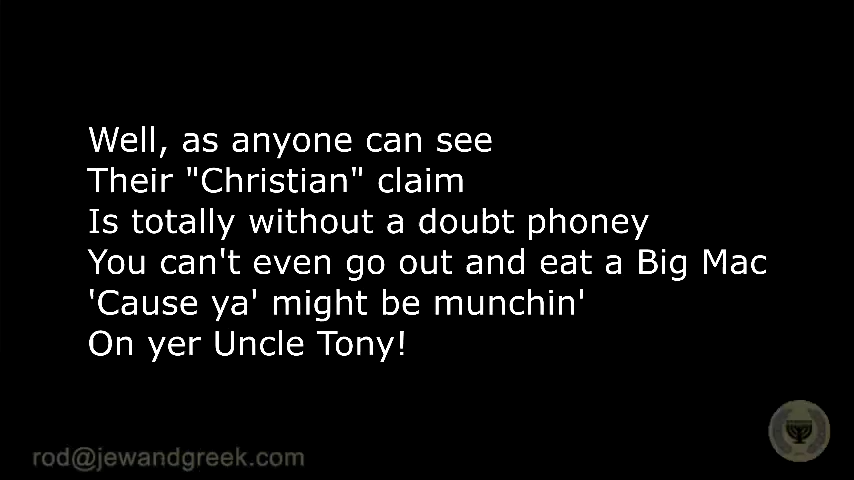 Well, as anyone can see
Their "Christian" claim
Is totally without a doubt phoney
You can't even go out and eat a Big Mac
'Cause ya' might be munchin'
On yer Uncle Tony!
rod@jewandgreek.com